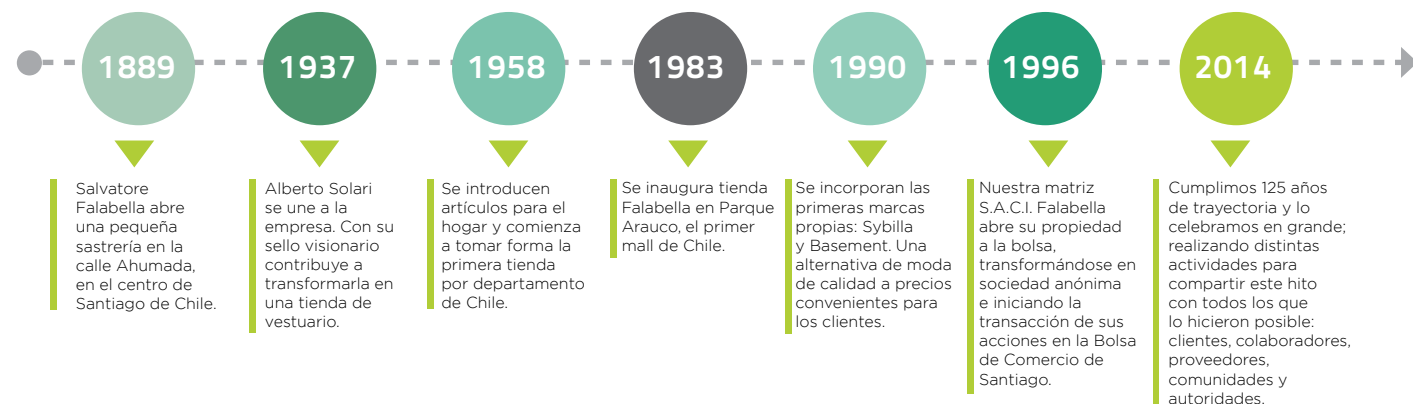 1889
1937
1958
1983
1990
1996
2014
Salvatore
Falabella abre
una pequeña
sastrería en la
calle Ahumada,
en el centro de
Santiago de Chile.
Alberto Solari
se une a la
empresa. Con su
sello visionario
contribuye a
transformarla en
una tienda de
vestuario.
Se introducen
artículos para el
hogar y comienza
a tomar forma la
primera tienda
por departamento
de Chile.
Se inaugura tienda
Falabella en Parque
Arauco, el primer
mall de Chile.
Se incorporan las
primeras marcas
propias: Sybilla
y Basement. Una
alternativa de moda
de calidad a precios
convenientes para
los clientes.
Nuestra matriz
S.A.C.I. Falabella
abre su propiedad
a la bolsa,
transformándose en
sociedad anónima
e iniciando la
transacción de sus
acciones en la Bolsa
de Comercio de
Santiago.
Cumplimos 125 años
de trayectoria y lo
celebramos en grande;
realizando distintas
actividades para
compartir este hito
con todos los que
lo hicieron posible:
clientes, colaboradores,
proveedores,
comunidades y
autoridades.